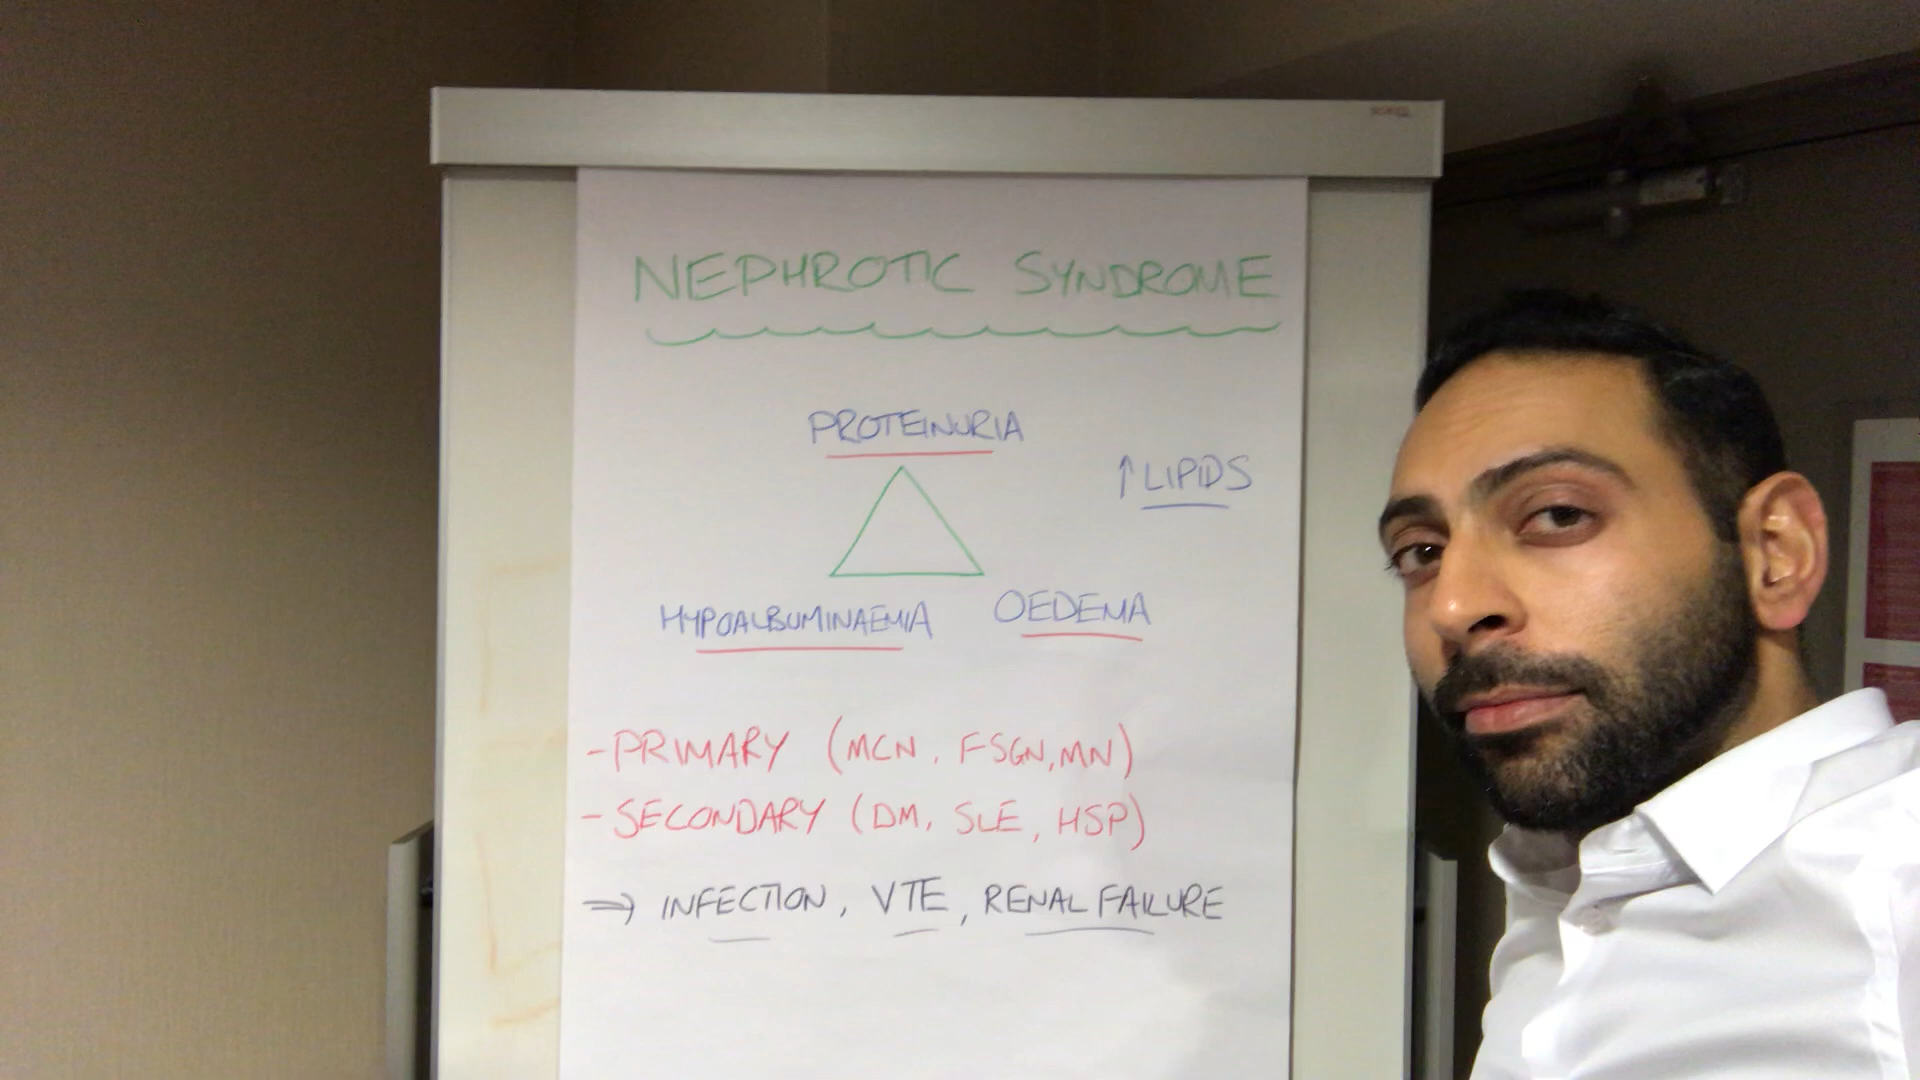 NEPHROTIC SYNDROME
PROTEINURIA
↑ LIPIDS
HYPOALBUMINAEMIA
OEDEMA
- PRIMARY (MCN, FSGN, MN)
- SECONDARY (DM, SLE, HSP)
⇒ INFECTION, VTE, RENAL FAILURE